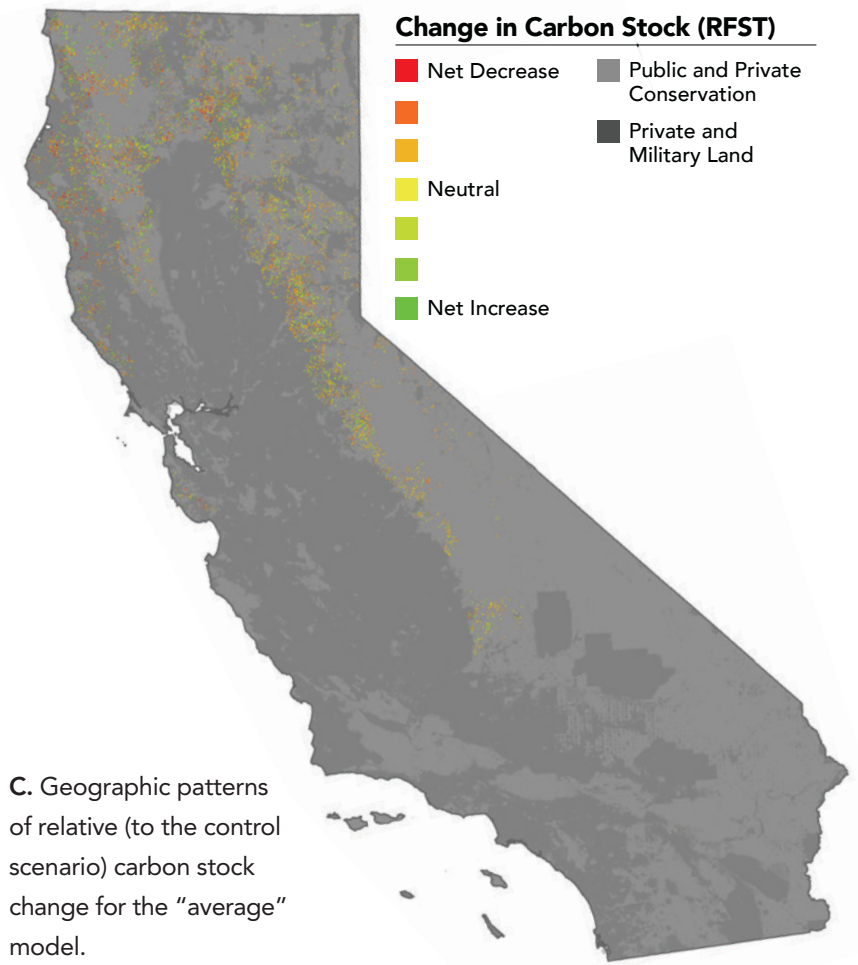 Change in Carbon Stock (RFST)
Net Decrease
Neutral
Net Increase
Public and Private
Conservation
Private and
Military Land
C. Geographic patterns
of relative (to the control
scenario) carbon stock
change for the “average”
model.